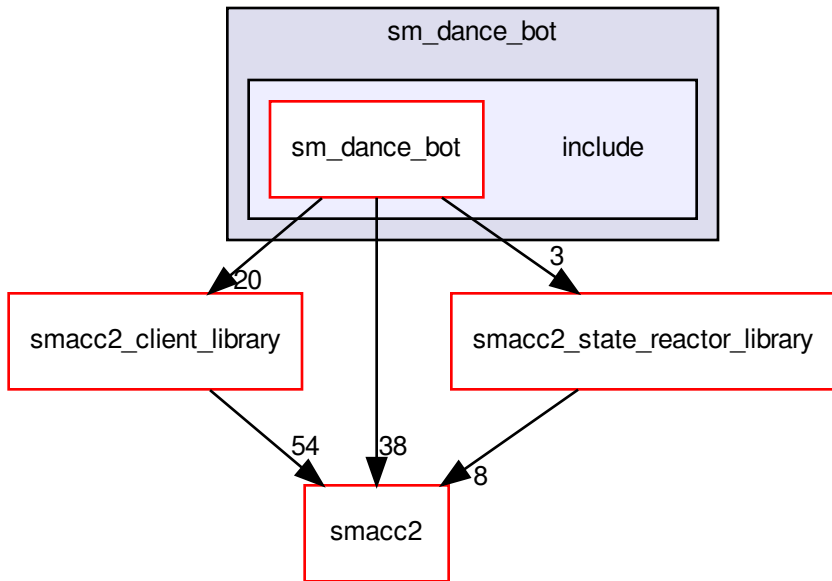 sm_dance_bot
sm_dance_bot
include
3
20
smacc2_client_library
smacc2_state_reactor_library
54
38
8
smacc2